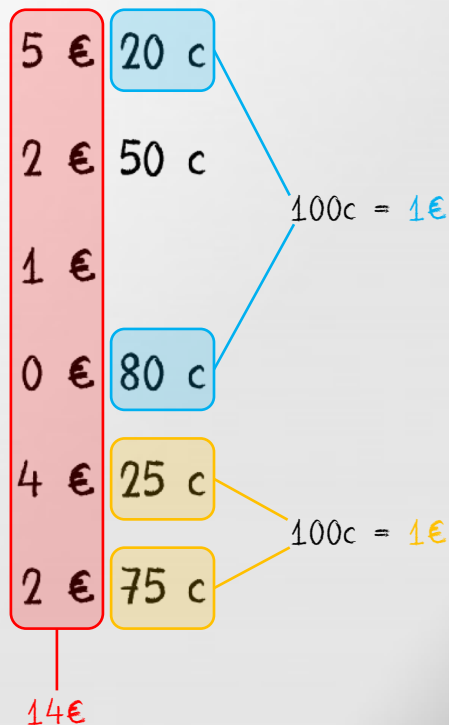 5 € 20 c
2 € 50 c
100c = 1€
1 €
0 € 80 c
4 € 25 c
100c = 1€
2 € 75 c
14€